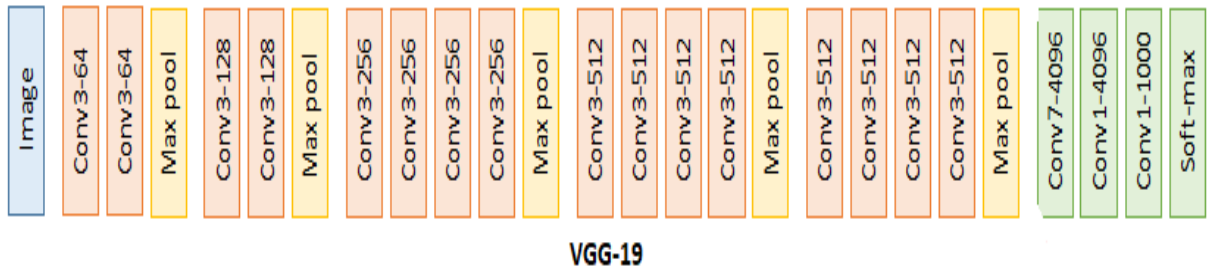 Image
Conv3-64
Conv3-64
Max pool
Conv3-128
Conv3-128
Max pool
Conv3-256
Conv3-256
Conv3-256
Conv3-256
Max pool
Conv3-512
Conv3-512
Conv3-512
Conv3-512
Max pool
Conv3-512
Conv3-512
Conv3-512
Conv3-512
Max pool
Conv7-4096
Conv1-4096
Conv1-1000
Soft-max
VGG-19